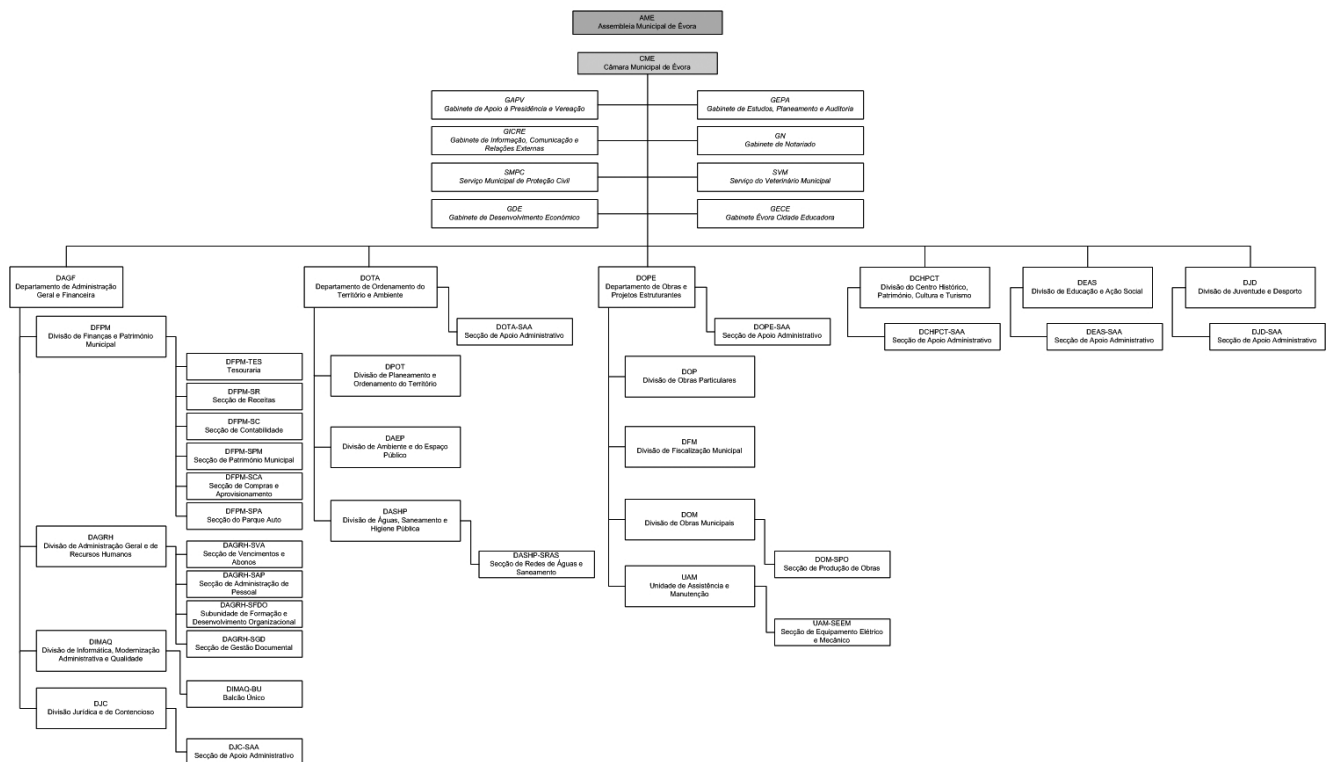 AME
Assembleia Municipal de Évora
CME
Câmara Municipal de Évora
GAPV
Gabinete de Apoio à Presidência e Vereação
GEPA
Gabinete de Estudos, Planeamento e Auditoria
GICRE
Gabinete de Informação, Comunicação e
Relações Externas
GN
Gabinete de Notariado
SMPC
Serviço Municipal de Proteção Civil
SVM
Serviço do Veterinário Municipal
GDE
Gabinete de Desenvolvimento Económico
GECE
Gabinete Évora Cidade Educadora
DAGF
Departamento de Administração
Geral e Financeira
DFPM
Divisão de Finanças e Património
Municipal
DFPM-TES
Tesouraria
DFPM-SR
Secção de Receitas
DFPM-SC
Secção de Contabilidade
DFPM-SPM
Secção de Património Municipal
DFPM-SCA
Secção de Compras e
Aprovisionamento
DFPM-SPA
Secção do Parque Auto
DAGRH
Divisão de Administração Geral e de
Recursos Humanos
DAGRH-SVA
Secção de Vencimentos e
Abonos
DAGRH-SAP
Secção de Administração de
Pessoal
DAGRH-SFDO
Subunidade de Formação e
Desenvolvimento Organizacional
DAGRH-SGD
Secção de Gestão Documental
DIMAQ
Divisão de Informática, Modernização
Administrativa e Qualidade
DIMAQ-BU
Balcão Único
DJC
Divisão Jurídica e de Contencioso
DJC-SAA
Secção de Apoio Administrativo
DOTA
Departamento de Ordenamento do
Território e Ambiente
DOTA-SAA
Secção de Apoio Administrativo
DPOT
Divisão de Planeamento e
Ordenamento do Território
DAEP
Divisão de Ambiente e do Espaço
Público
DASHP
Divisão de Águas, Saneamento e
Higiene Pública
DASHP-SRAS
Secção de Redes de Águas e
Saneamento
DOPE
Departamento de Obras e
Projetos Estruturantes
DOPE-SAA
Secção de Apoio Administrativo
DOP
Divisão de Obras Particulares
DFM
Divisão de Fiscalização Municipal
DOM
Divisão de Obras Municipais
DOM-SPO
Secção de Produção de Obras
UAM
Unidade de Assistência e
Manutenção
UAM-SEEM
Secção de Equipamento Elétrico
e Mecânico
DCHPCT
Divisão do Centro Histórico,
Património, Cultura e Turismo
DCHPCT-SAA
Secção de Apoio Administrativo
DEAS
Divisão de Educação e Ação Social
DEAS-SAA
Secção de Apoio Administrativo
DJD
Divisão de Juventude e Desporto
DJD-SAA
Secção de Apoio Administrativo